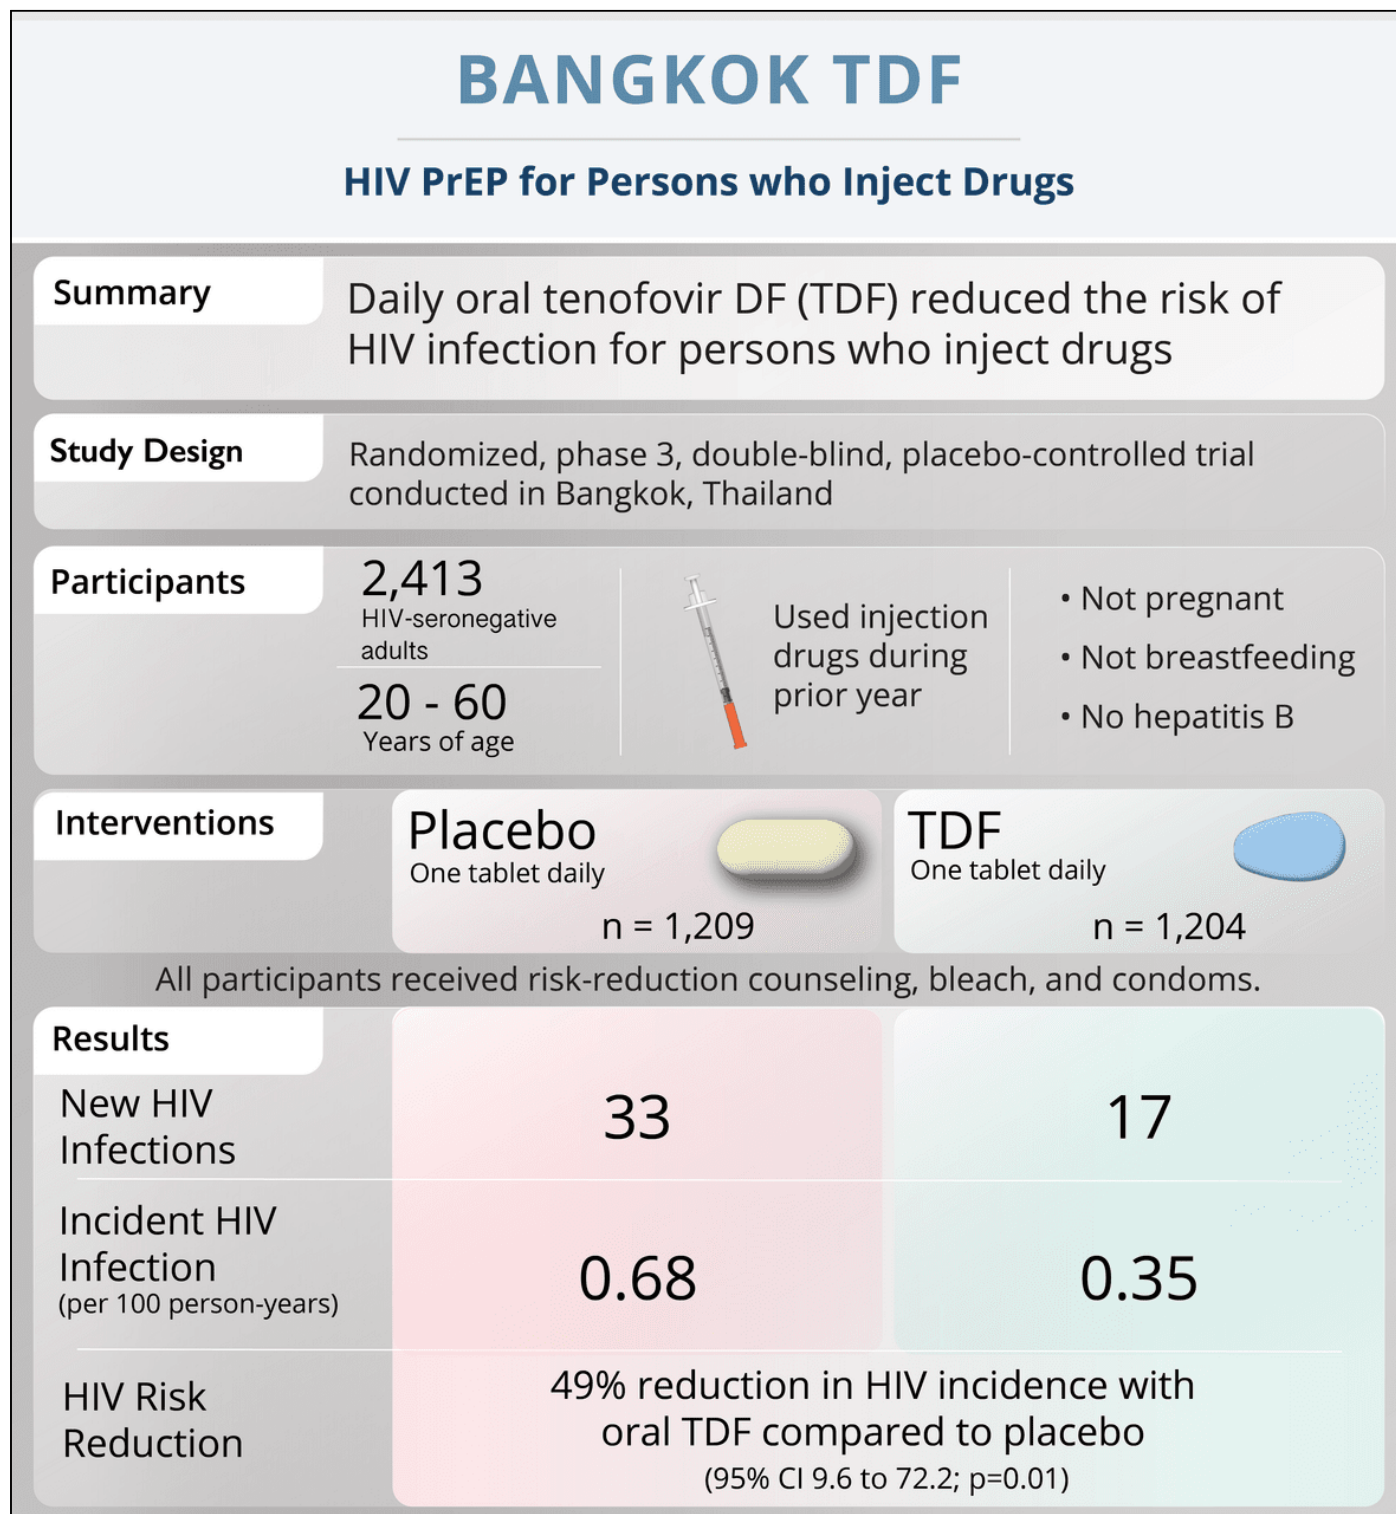 BANGKOK TDF
HIV PrEP for Persons who Inject Drugs
Summary
Daily oral tenofovir DF (TDF) reduced the risk of
HIV infection for persons who inject drugs
Study Design
Randomized, phase 3, double-blind, placebo-controlled trial
conducted in Bangkok, Thailand
Participants
2,413
HIV-seronegative
adults
20 - 60
Years of age
Used injection
drugs during
prior year
• Not pregnant
• Not breastfeeding
• No hepatitis B
Interventions
Placebo
One tablet daily
n = 1,209
TDF
One tablet daily
n = 1,204
All participants received risk-reduction counseling, bleach, and condoms.
Results
New HIV
Infections
33
17
Incident HIV
Infection
(per 100 person-years)
0.68
0.35
HIV Risk
Reduction
49% reduction in HIV incidence with
oral TDF compared to placebo
(95% CI 9.6 to 72.2; p=0.01)